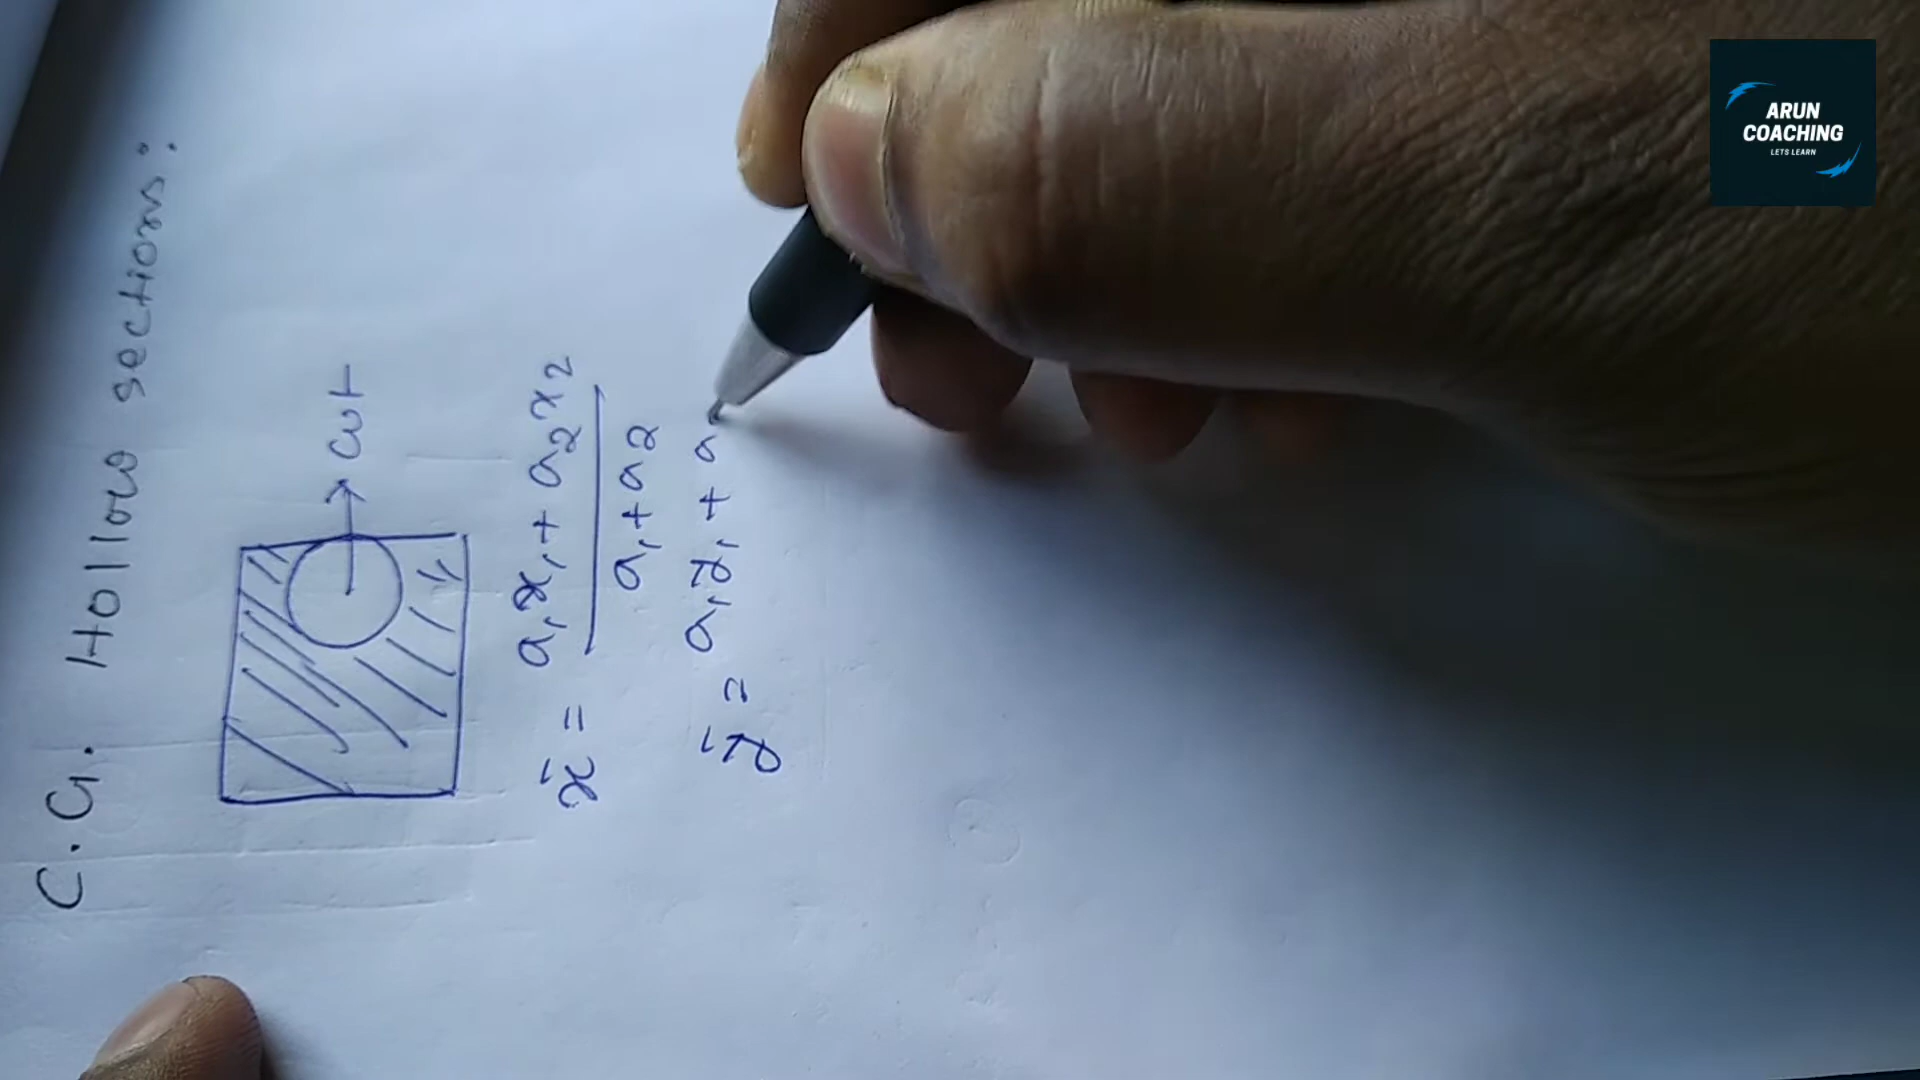 C.G. Hollow sections:
cut
x̄ = a₁x₁ + a₂x₂
a₁ + a₂
ȳ = a₁y₁ + a
ARUN
COACHING
LETS LEARN